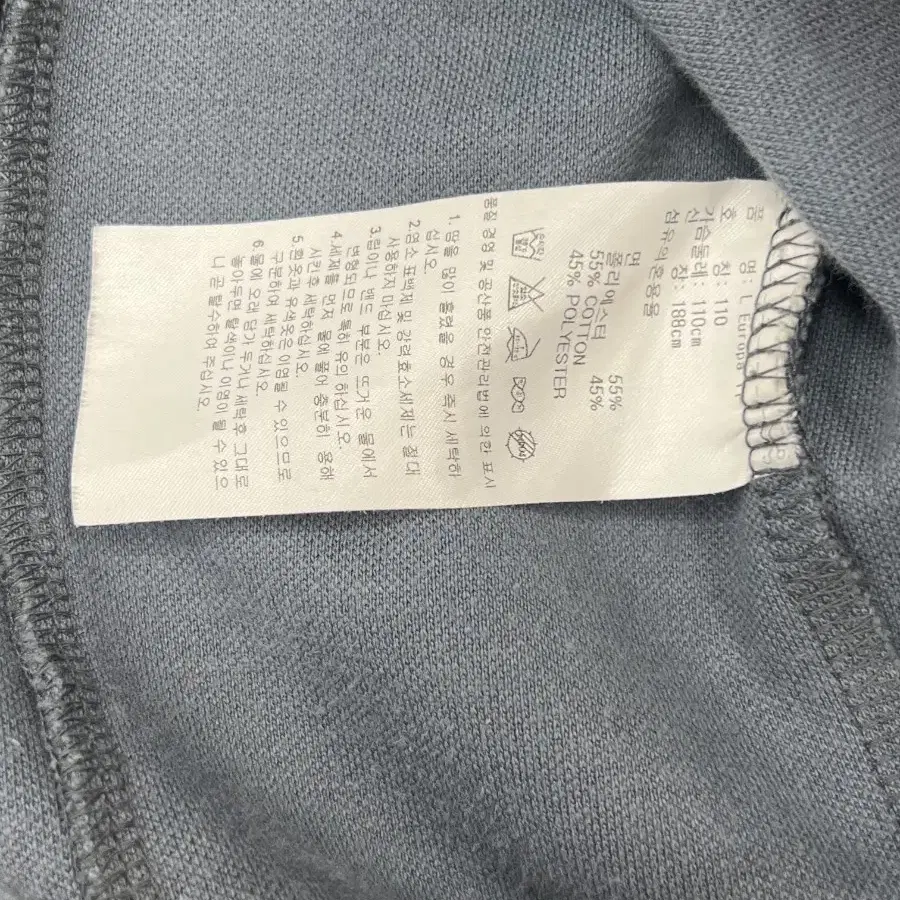 품 명: L Europa
호 칭: 110
가슴둘레: 110cm
신 장: 188cm
섬유의 혼용율
면 55%
폴리에스터 45%
55% COTTON
45% POLYESTER
품질경영 및 공산품 안전관리법에 의한 표시
1. 땀을 많이 흘렸을 경우 즉시 세탁하
십시오.
2.염소 표백제 및 강력효소세제는 절대
사용하지 마십시오.
3.런이나 밴드 부분은 뜨거운 물에서
변형되므로 특히 유의하십시오.
4.세제를 먼저 물에 풀어 충분히 용해
시킨후 세탁하십시오.
5.흰옷과 유색옷은 이염될 수 있으므로
구분하여 세탁하십시오.
6.물에 오래 담가 두거나 세탁후 그대로
놓아두면 탈색이나 이염이 될 수 있으
니 곧 탈수하여 주십시오.